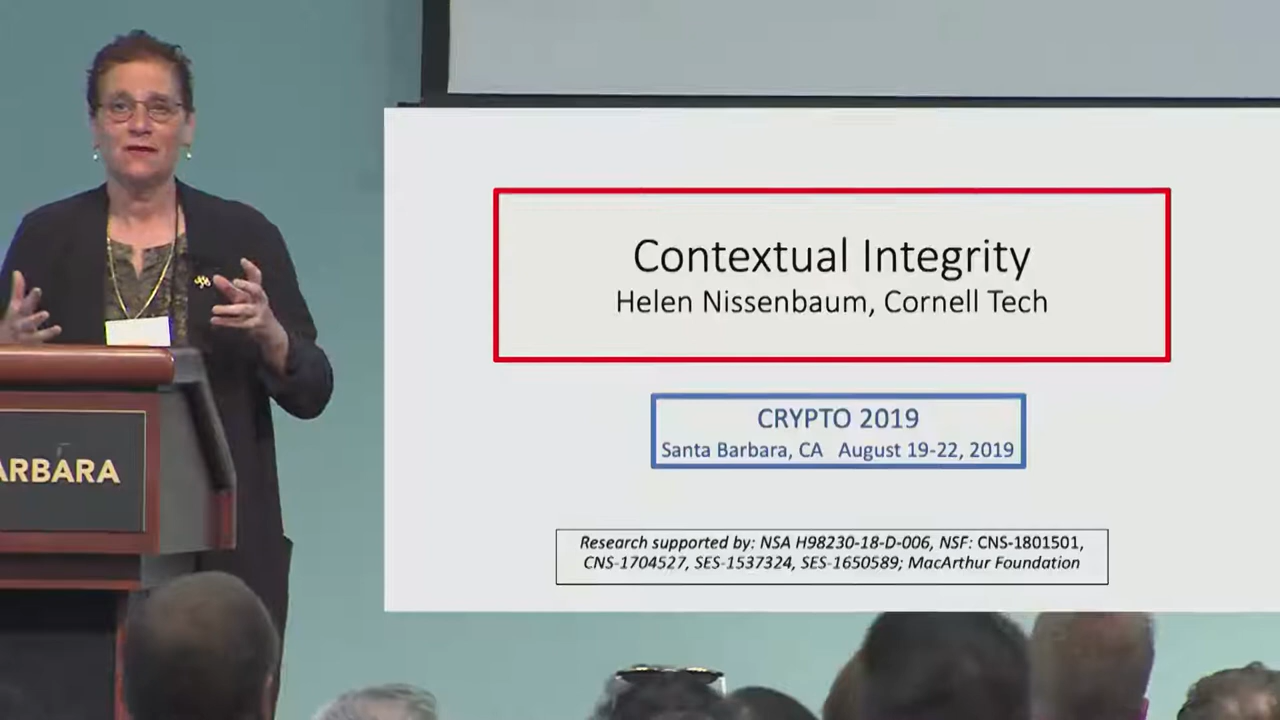 Contextual Integrity
Helen Nissenbaum, Cornell Tech
CRYPTO 2019
Santa Barbara, CA August 19-22, 2019
Research supported by: NSA H98230-18-D-006, NSF: CNS-1801501,
CNS-1704527, SES-1537324, SES-1650589; MacArthur Foundation
ARBARA